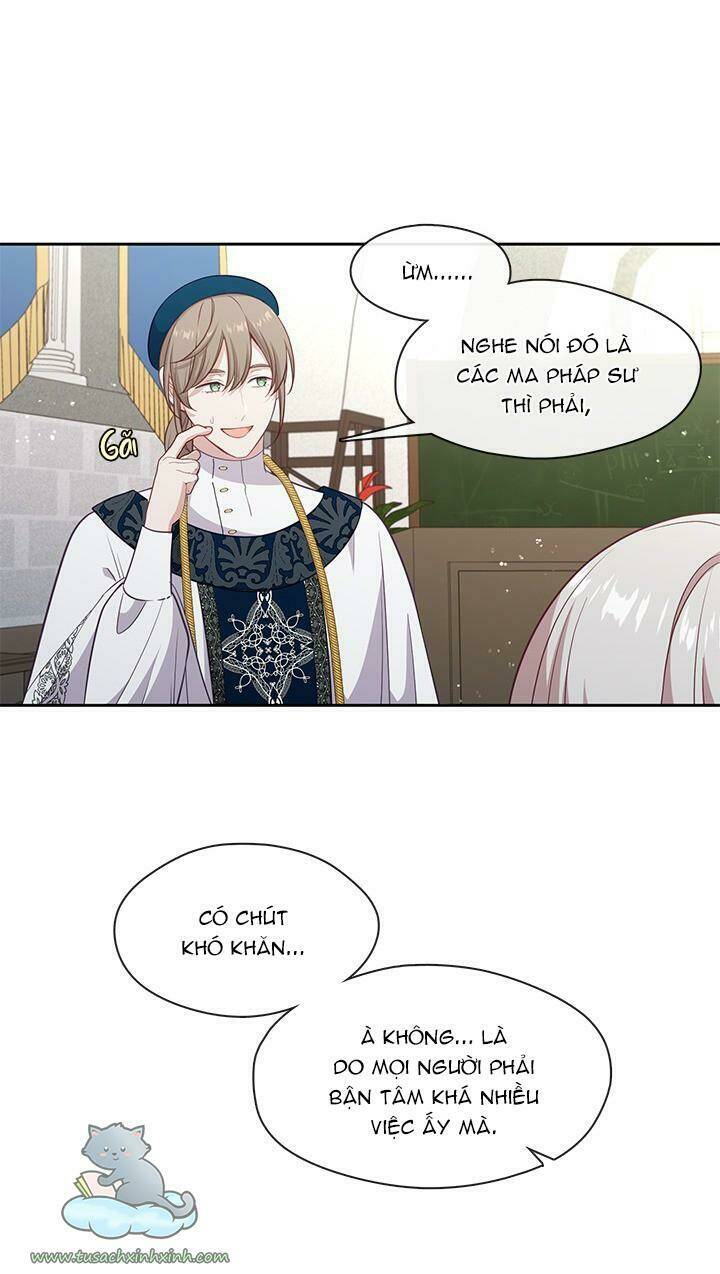 ỪM......
NGHE NÓI ĐÓ LÀ
CÁC MA PHÁP SƯ
THÌ PHẢI,
GÃI
CÓ CHÚT
KHÓ KHĂN...
À KHÔNG... LÀ
DO MỌI NGƯỜI PHẢI
BẬN TÂM KHÁ NHIỀU
VIỆC ẤY MÀ.
www.tusachxinhxinh.com